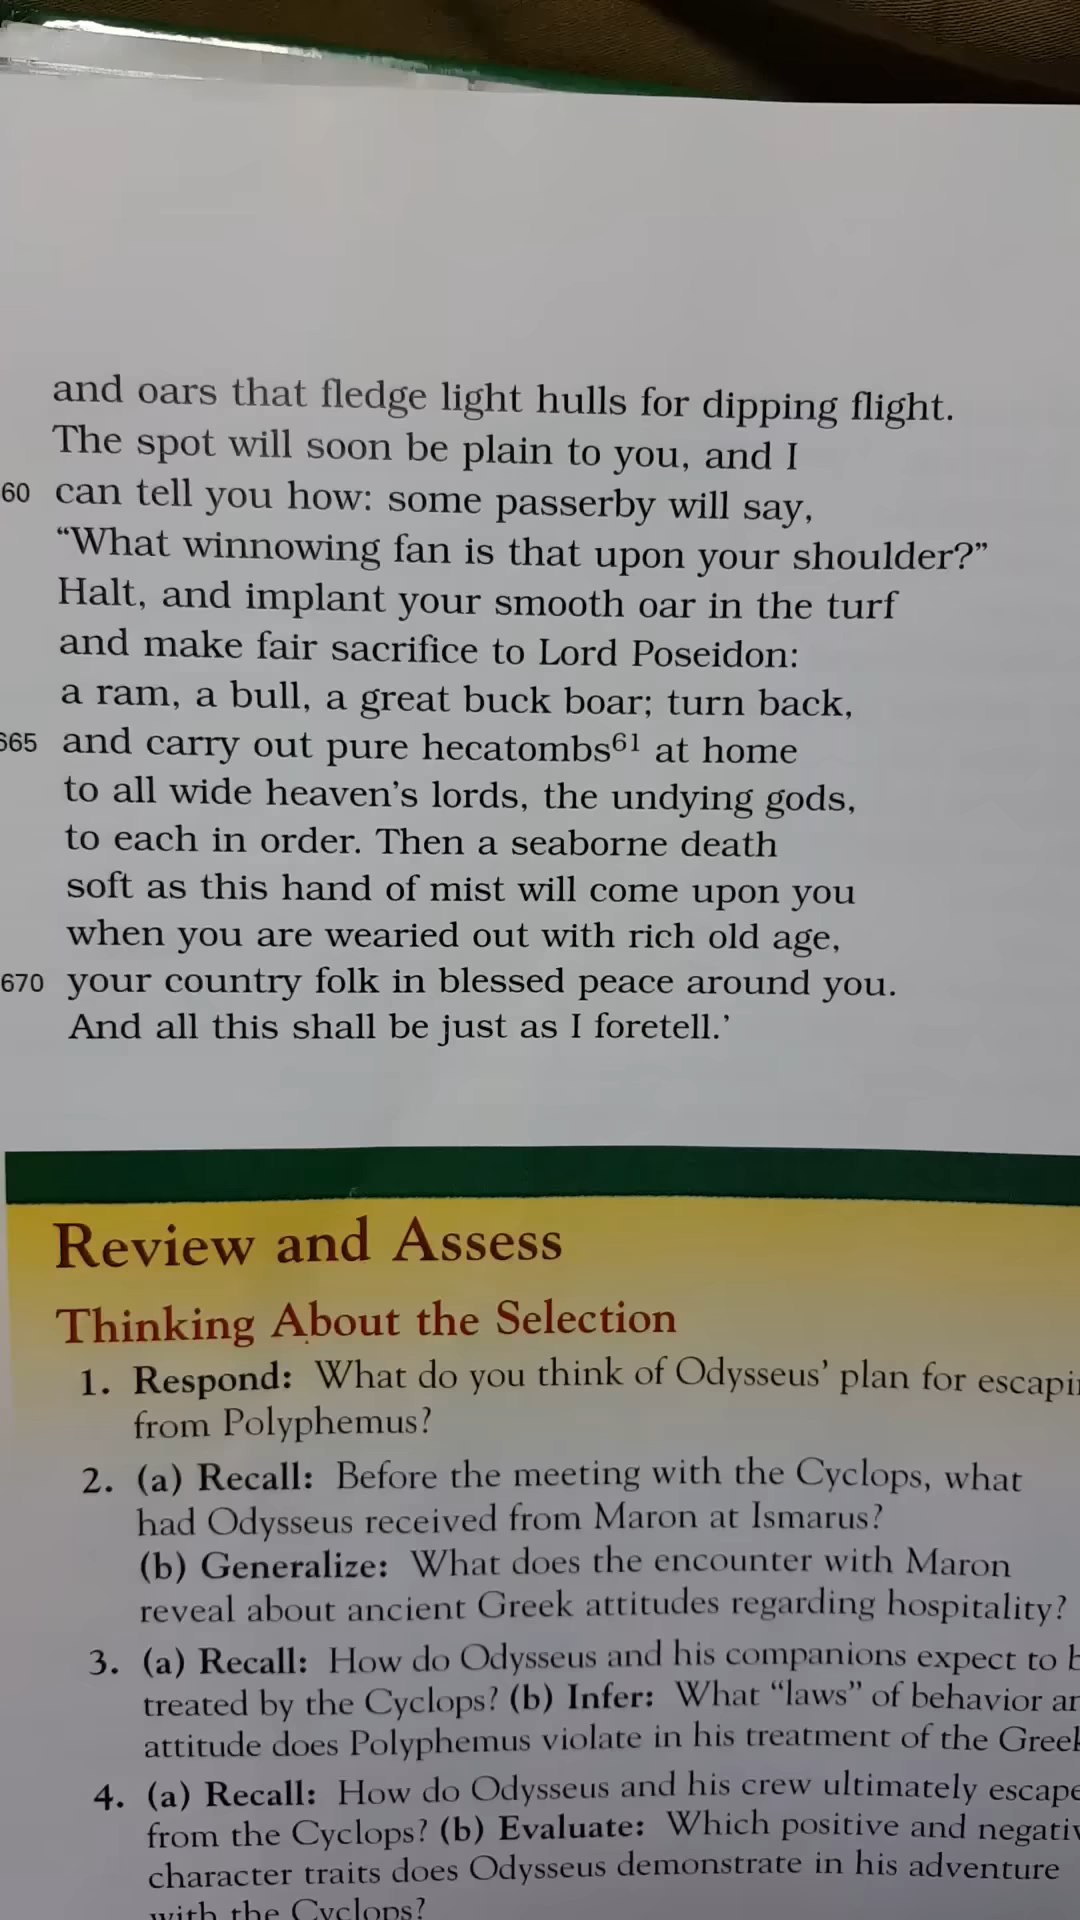 and oars that fledge light hulls for dipping flight.
The spot will soon be plain to you, and I
60 can tell you how: some passerby will say,
“What winnowing fan is that upon your shoulder?”
Halt, and implant your smooth oar in the turf
and make fair sacrifice to Lord Poseidon:
a ram, a bull, a great buck boar; turn back,
665 and carry out pure hecatombs61 at home
to all wide heaven’s lords, the undying gods,
to each in order. Then a seaborne death
soft as this hand of mist will come upon you
when you are wearied out with rich old age,
670 your country folk in blessed peace around you.
And all this shall be just as I foretell.’
Review and Assess
Thinking About the Selection
1. Respond: What do you think of Odysseus’ plan for
from Polyphemus?
2. (a) Recall: Before the meeting with the Cyclops, what
had Odysseus received from Maron at Ismarus?
(b) Generalize: What does the encounter with Maron
reveal about ancient Greek attitudes regarding hospitality?
3. (a) Recall: How do Odysseus and his companions expect to
treated by the Cyclops? (b) Infer: What “laws” of behavior
attitude does Polyphemus violate in his treatment of the
4. (a) Recall: How do Odysseus and his crew ultimately escape
from the Cyclops? (b) Evaluate: Which positive and
character traits does Odysseus demonstrate in his adventure
with the Cyclops?